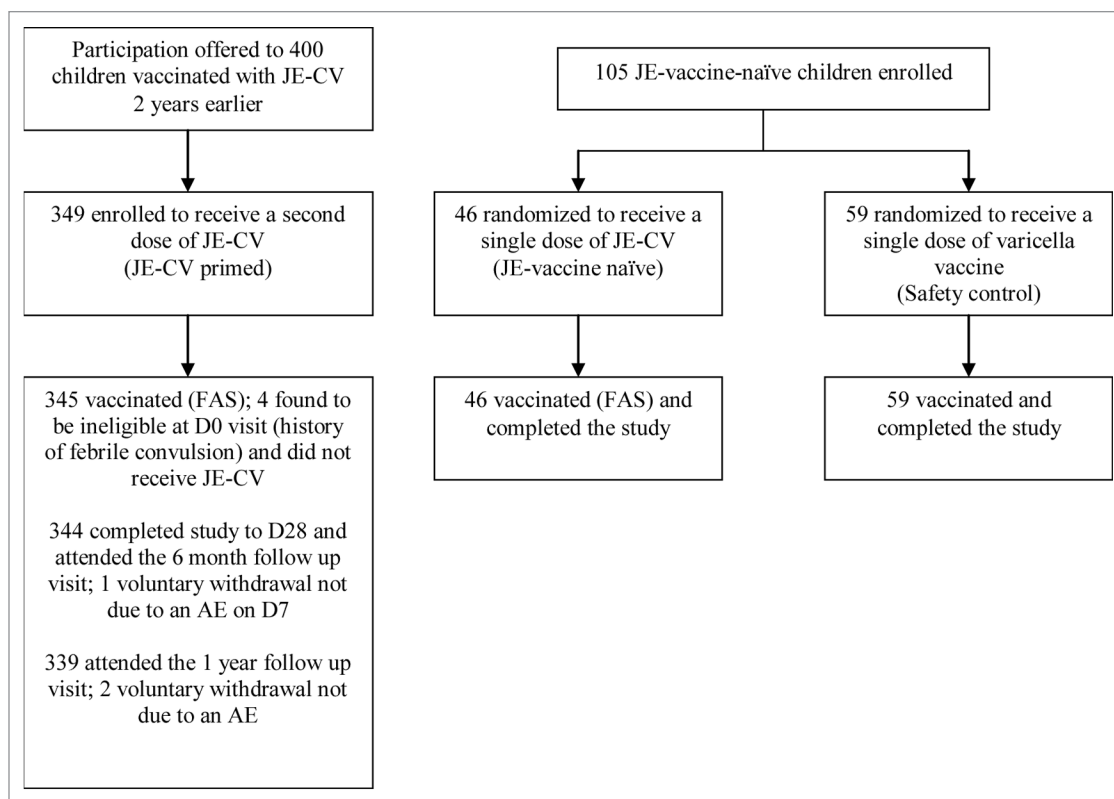 Participation offered to 400
children vaccinated with JE-CV
2 years earlier
105 JE-vaccine-naïve children enrolled
349 enrolled to receive a second
dose of JE-CV
(JE-CV primed)
46 randomized to receive a
single dose of JE-CV
(JE-vaccine naïve)
59 randomized to receive a
single dose of varicella
vaccine
(Safety control)
345 vaccinated (FAS); 4 found to
be ineligible at D0 visit (history
of febrile convulsion) and did not
receive JE-CV
344 completed study to D28 and
attended the 6 month follow up
visit; 1 voluntary withdrawal not
due to an AE on D7
339 attended the 1 year follow up
visit; 2 voluntary withdrawal not
due to an AE
46 vaccinated (FAS) and
completed the study
59 vaccinated and
completed the study